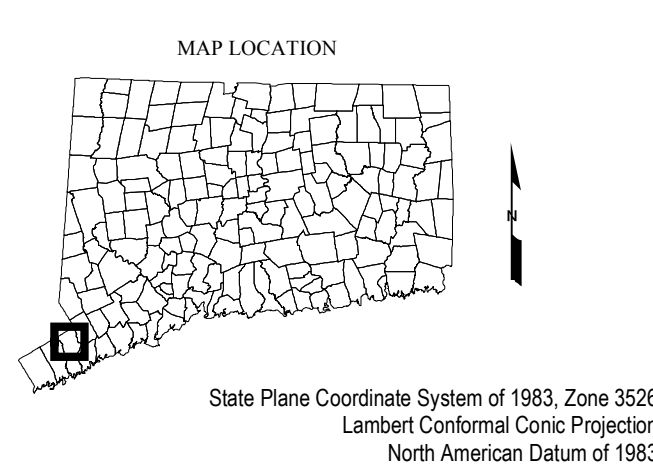 MAP LOCATION
N
State Plane Coordinate System of 1983, Zone 3526
Lambert Conformal Conic Projection
North American Datum of 1983